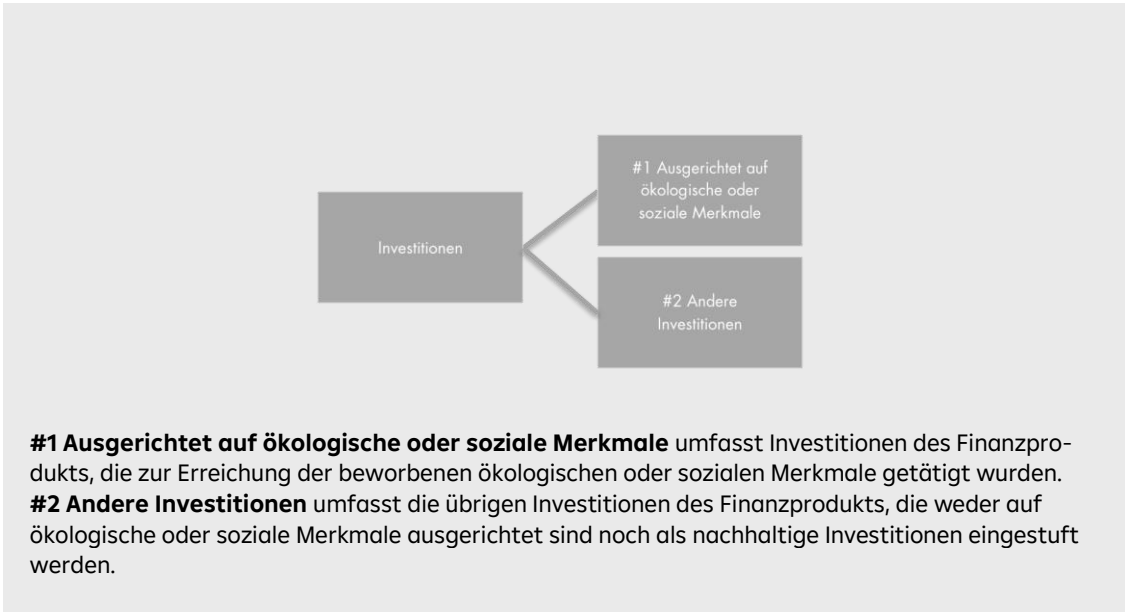 #1 Ausgerichtet auf
ökologische oder
soziale Merkmale
Investitionen
#2 Andere
Investitionen
#1 Ausgerichtet auf ökologische oder soziale Merkmale umfasst Investitionen des Finanzpro-
dukts, die zur Erreichung der beworbenen ökologischen oder sozialen Merkmale getätigt wurden.
#2 Andere Investitionen umfasst die übrigen Investitionen des Finanzprodukts, die weder auf
ökologische oder soziale Merkmale ausgerichtet sind noch als nachhaltige Investitionen eingestuft
werden.